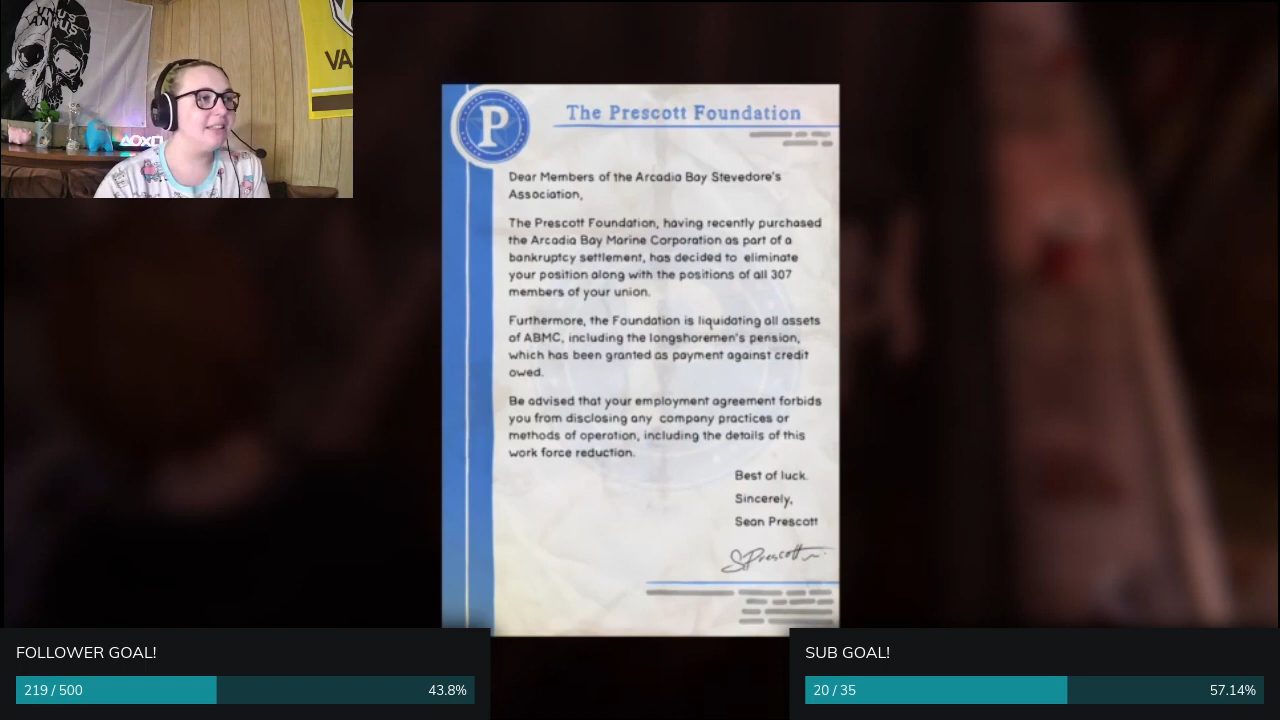 UNUS
ANNUS
VA
P
The Prescott Foundation
Dear Members of the Arcadia Bay Stevedore's
Association,
The Prescott Foundation, having recently purchased
the Arcadia Bay Marine Corporation as part of a
bankruptcy settlement, has decided to eliminate
your position along with the positions of all 307
members of your union.
Furthermore, the Foundation is liquidating all assets
of ABMC, including the longshoremen's pension,
which has been granted as payment against credit
owed.
Be advised that your employment agreement forbids
you from disclosing any company practices or
methods of operation, including the details of this
work force reduction.
Best of luck.
Sincerely,
Sean Prescott
SPrescott
FOLLOWER GOAL!
219 / 500
43.8%
SUB GOAL!
20 / 35
57.14%